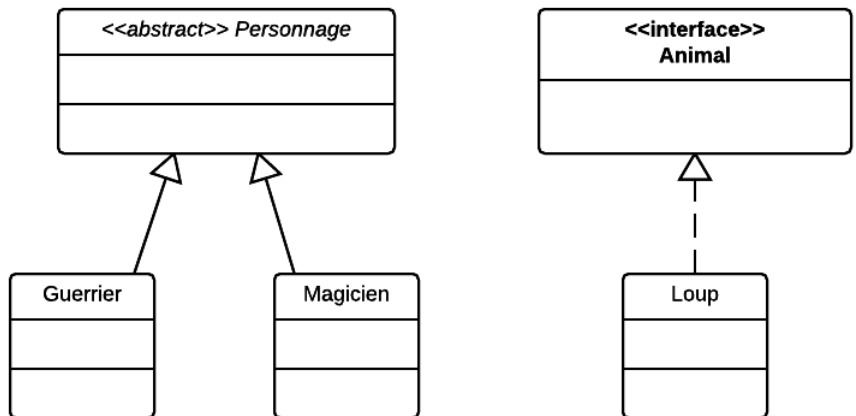 <<abstract>> Personnage
<<interface>>
Animal
Guerrier
Magicien
Loup